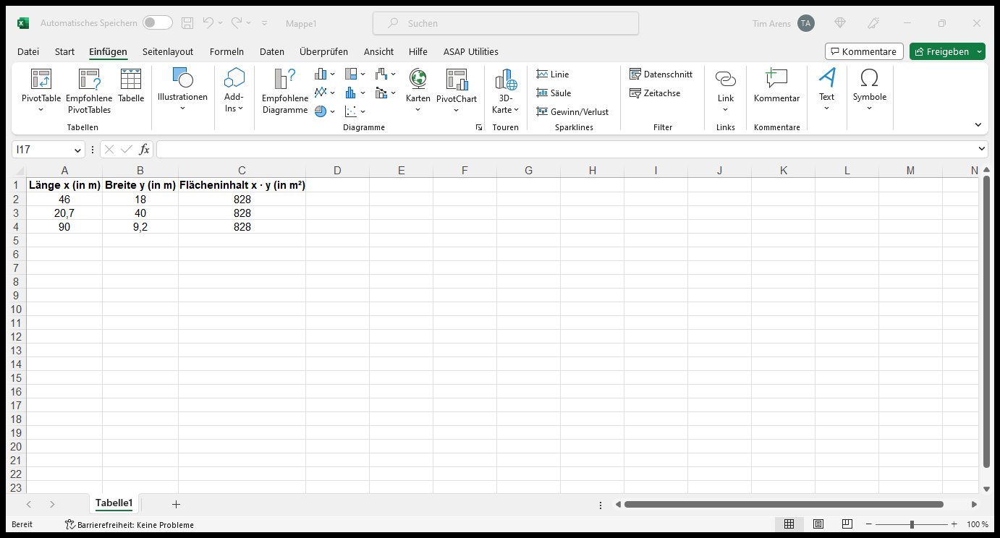 Automatisches Speichern Mappe1 Suchen Tim Arens TA
Datei Start Einfügen Seitenlayout Formeln Daten Überprüfen Ansicht Hilfe ASAP Utilities Kommentare Freigeben
PivotTable Empfohlene PivotTables Tabelle
Tabellen
Illustrationen
Add-Ins
Empfohlene Diagramme
Karten PivotChart
Diagramme
3D-Karte
Touren
Linie
Säule
Gewinn/Verlust
Sparklines
Datenschnitt
Zeitachse
Filter
Link
Links
Kommentar
Kommentare
Text
Symbole
I17 fx
A B C D E F G H I J K L M N
1 Länge x (in m) Breite y (in m) Flächeninhalt x · y (in m²)
2 46 18 828
3 20,7 40 828
4 90 9,2 828
5
6
7
8
9
10
11
12
13
14
15
16
17
18
19
20
21
22
23
Tabelle1
Bereit Barrierefreiheit: Keine Probleme 100 %